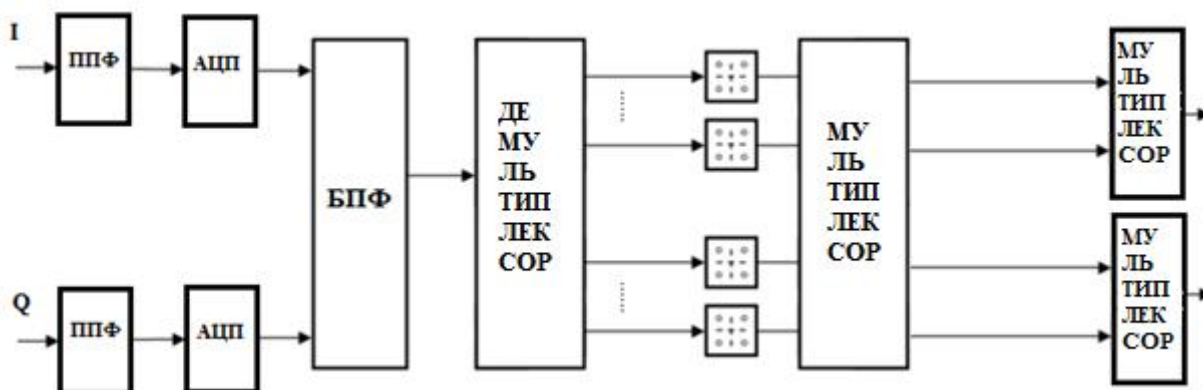 I
ППФ
АЦП
БПФ
ДЕ
МУ
ЛЬ
ТИП
ЛЕК
СОР
МУ
ЛЬ
ТИП
ЛЕК
СОР
МУ
ЛЬ
ТИП
ЛЕК
СОР
Q
ППФ
АЦП
МУ
ЛЬ
ТИП
ЛЕК
СОР